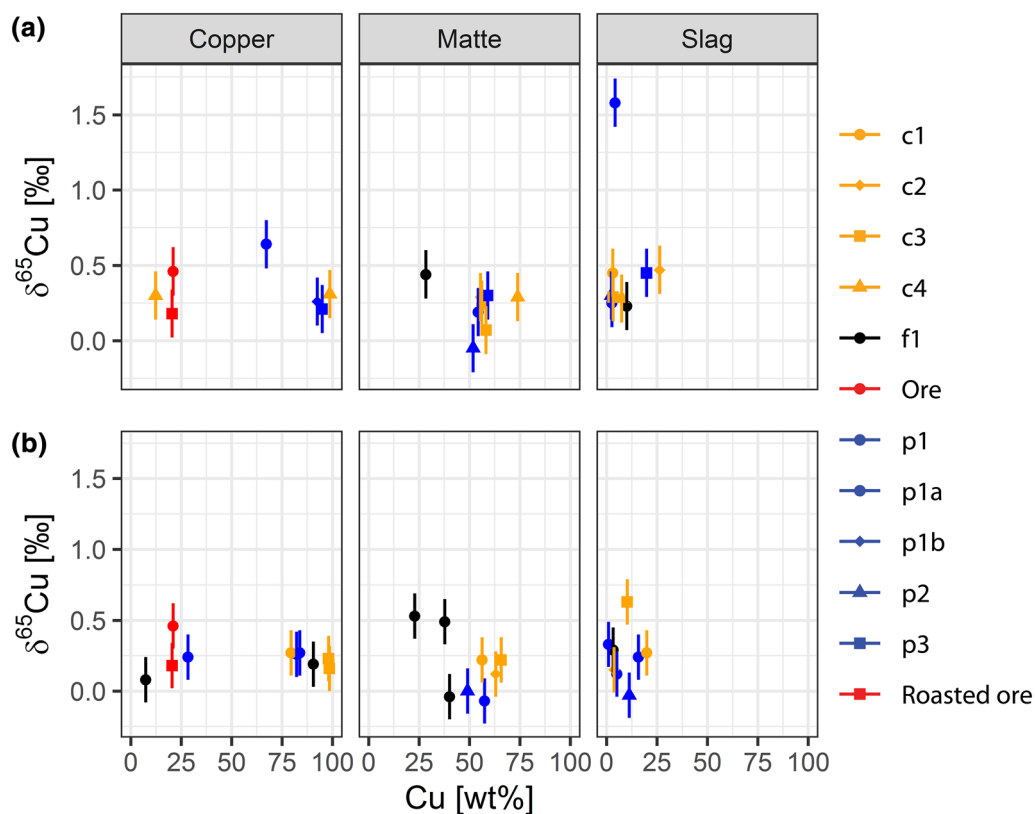 (a)
Copper Matte Slag
1.5
1.0
0.5
0.0
δ⁶⁵Cu [‰]
(b)
1.5
1.0
0.5
0.0
δ⁶⁵Cu [‰]
0 25 50 75 100 0 25 50 75 100 0 25 50 75 100
Cu [wt%]
c1
c2
c3
c4
f1
Ore
p1
p1a
p1b
p2
p3
Roasted ore